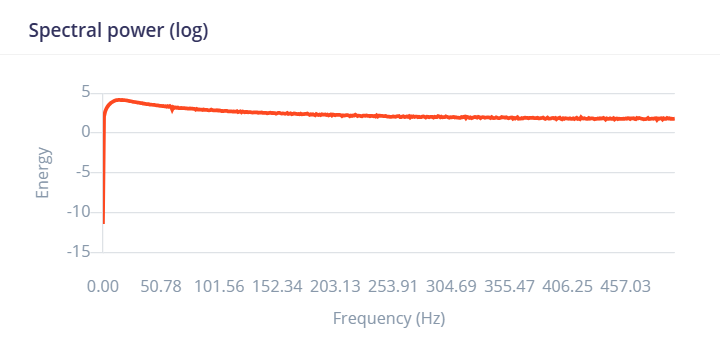 Spectral power (log)
5
0
-5
-10
-15
Energy
0.00 50.78 101.56 152.34 203.13 253.91 304.69 355.47 406.25 457.03
Frequency (Hz)